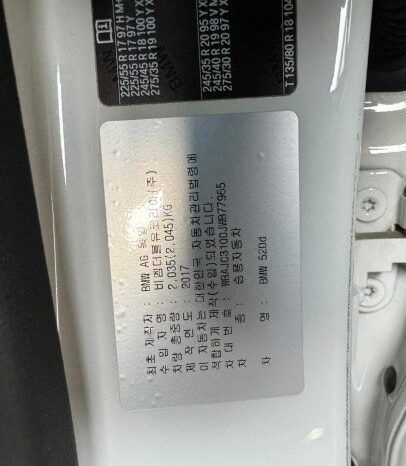 225/55 R 17 97 H M+
225/55 R 17 97 Y
245/45 R 18 100 Y X
275/35 R 19 100 Y X
245/35 R 20 95 Y X
245/40 R 19 98 V M
275/30 R 20 97 Y X
T 135/80 R 18 104
최초 제작자 : BMW AG 독일
수 입 자 명 : 비엠더블유코리아(주)
차량 총중량 : 2,035(2,045)KG
제 작 연 도 : 2017
이 자동차는 대한민국 자동차관리법령에
적합하게 제작(수입)되었습니다.
차 대 번 호 : WBAJC3100JWB77965
차 종 : 승용자동차
차 명 : BMW 520d